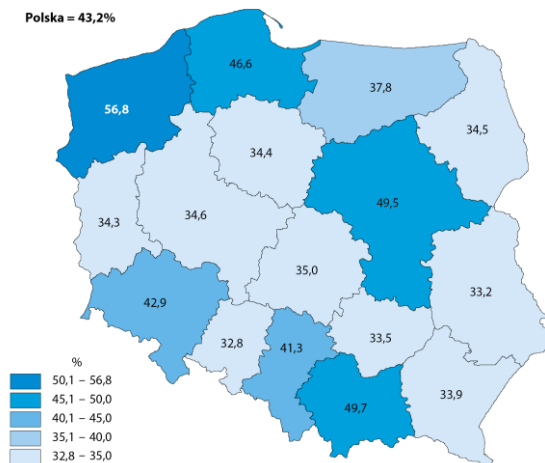 Polska = 43,2%
46,6
56,8
37,8
34,5
34,4
49,5
34,3
34,6
35,0
33,2
42,9
32,8
41,3
33,5
49,7
33,9
%
50,1 – 56,8
45,1 – 50,0
40,1 – 45,0
35,1 – 40,0
32,8 – 35,0